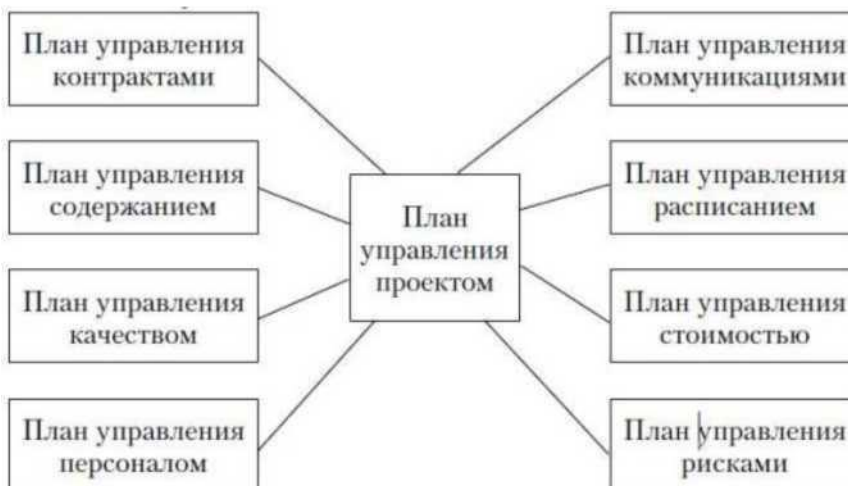 План управления
контрактами
План управления
содержанием
План управления
качеством
План управления
персоналом
План
управления
проектом
План управления
коммуникациями
План управления
расписанием
План управления
стоимостью
План управления
рисками